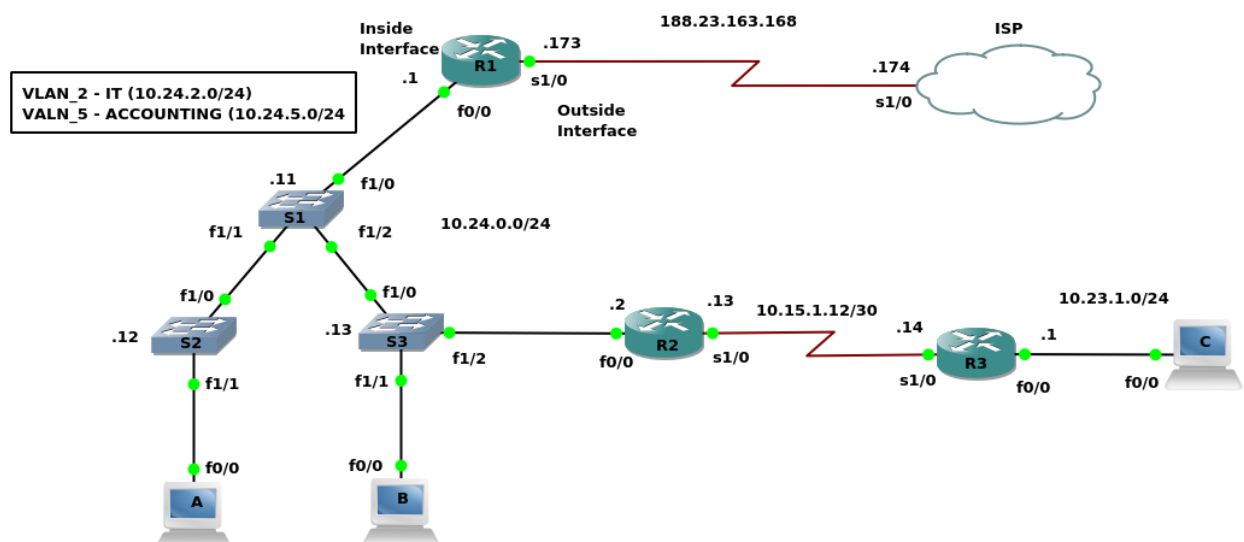 188.23.163.168
ISP
Inside
Interface
R1
.173
s1/0
.174
s1/0
.1
f0/0
Outside
Interface
VLAN_2 - IT (10.24.2.0/24)
VALN_5 - ACCOUNTING (10.24.5.0/24
.11
f1/0
S1
f1/1
f1/2
10.24.0.0/24
f1/0
f1/0
.12
S2
.13
S3
f1/2
f1/1
f1/1
.2
.13
R2
f0/0
s1/0
10.15.1.12/30
10.23.1.0/24
.14
.1
R3
s1/0
f0/0
C
f0/0
f0/0
A
f0/0
B